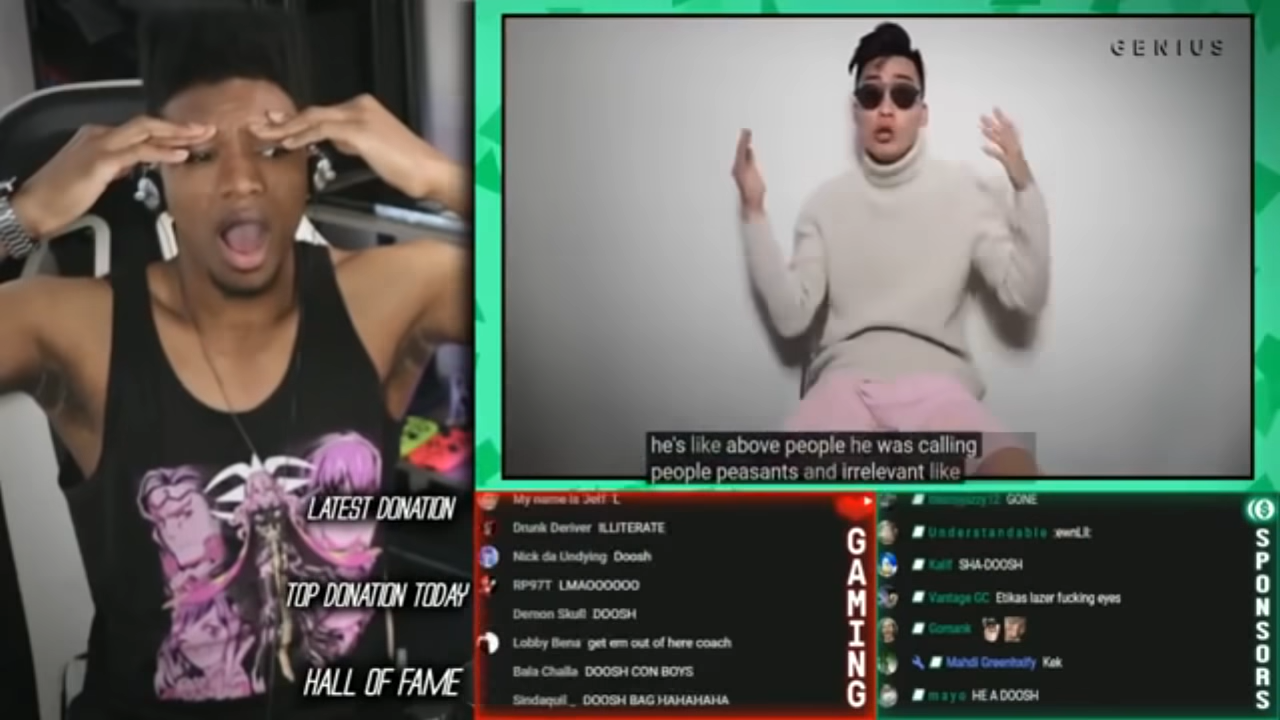 GENIUS
he's like above people he was calling
people peasants and irrelevant like
LATEST DONATION
TOP DONATION TODAY
HALL OF FAME
My name is Jeff L
Drunk Deriver ILLITERATE
Nick da Undying Doosh
RP97T LMAOOOOOO
Demon Skull DOOSH
Lobby Bena get em out of here coach
Bala Challa DOOSH CON BOYS
Sindaquil_ DOOSH BAG HAHAHAHA
GAMING
GONE
Understandable :ewnLit:
Kalif SHA-DOOSH
Vantage GC Etikas lazer fucking eyes
Gomank
Mahdi Greenitxify Kek
mayo HE A DOOSH
$
SPONSORS